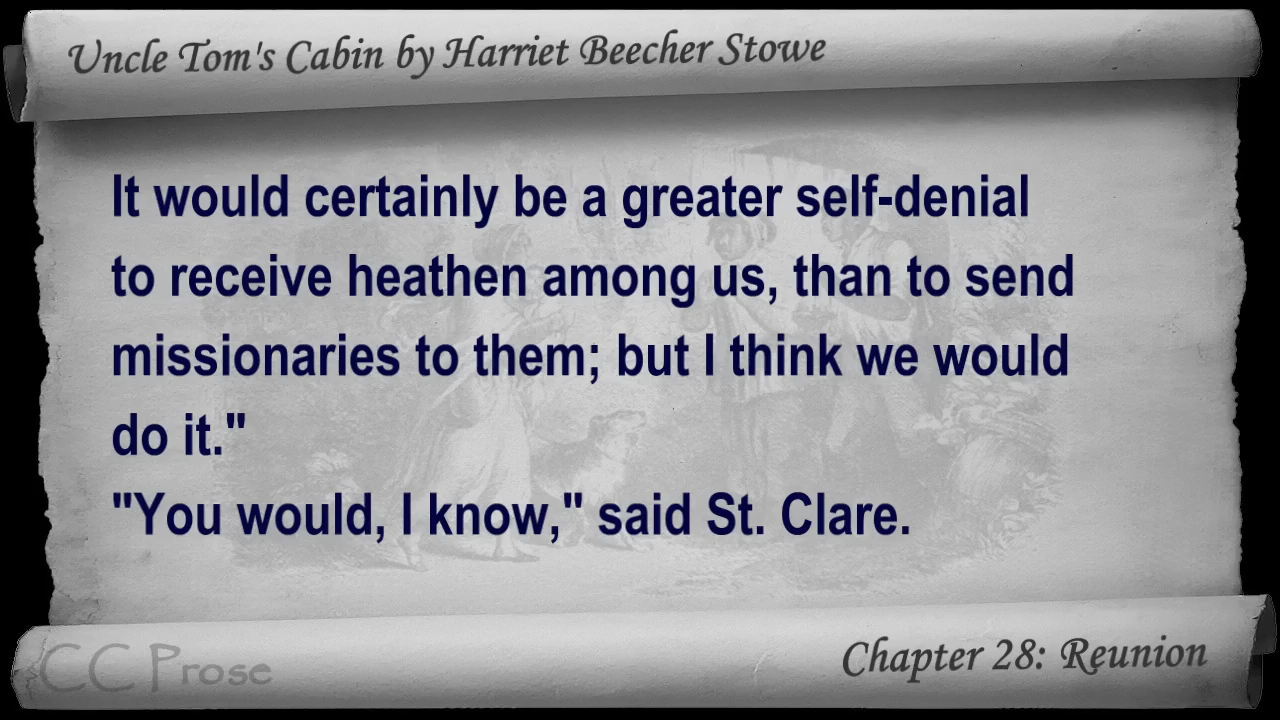 Uncle Tom's Cabin by Harriet Beecher Stowe
It would certainly be a greater self-denial
to receive heathen among us, than to send
missionaries to them; but I think we would
do it."
"You would, I know," said St. Clare.
CC Prose
Chapter 28: Reunion